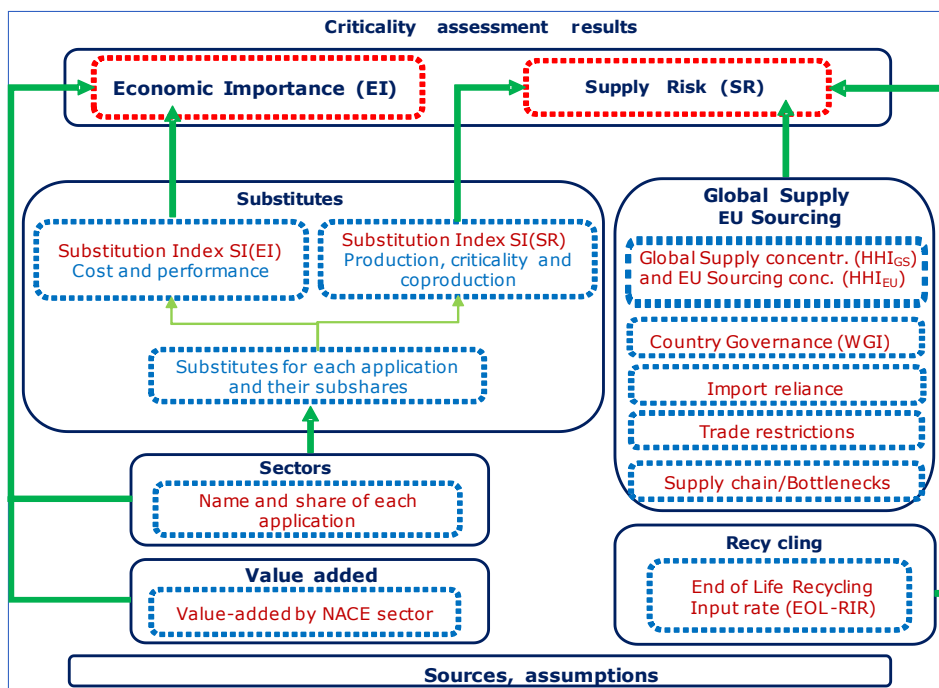 Criticality assessment results
Economic Importance (EI)
Supply Risk (SR)
Substitutes
Substitution Index SI(EI)
Cost and performance
Substitution Index SI(SR)
Production, criticality and
coproduction
Substitutes for each application
and their subshares
Sectors
Name and share of each
application
Value added
Value-added by NACE sector
Global Supply
EU Sourcing
Global Supply concentr. (HHIGS)
and EU Sourcing conc. (HHIEU)
Country Governance (WGI)
Import reliance
Trade restrictions
Supply chain/Bottlenecks
Recy cling
End of Life Recycling
Input rate (EOL-RIR)
Sources, assumptions